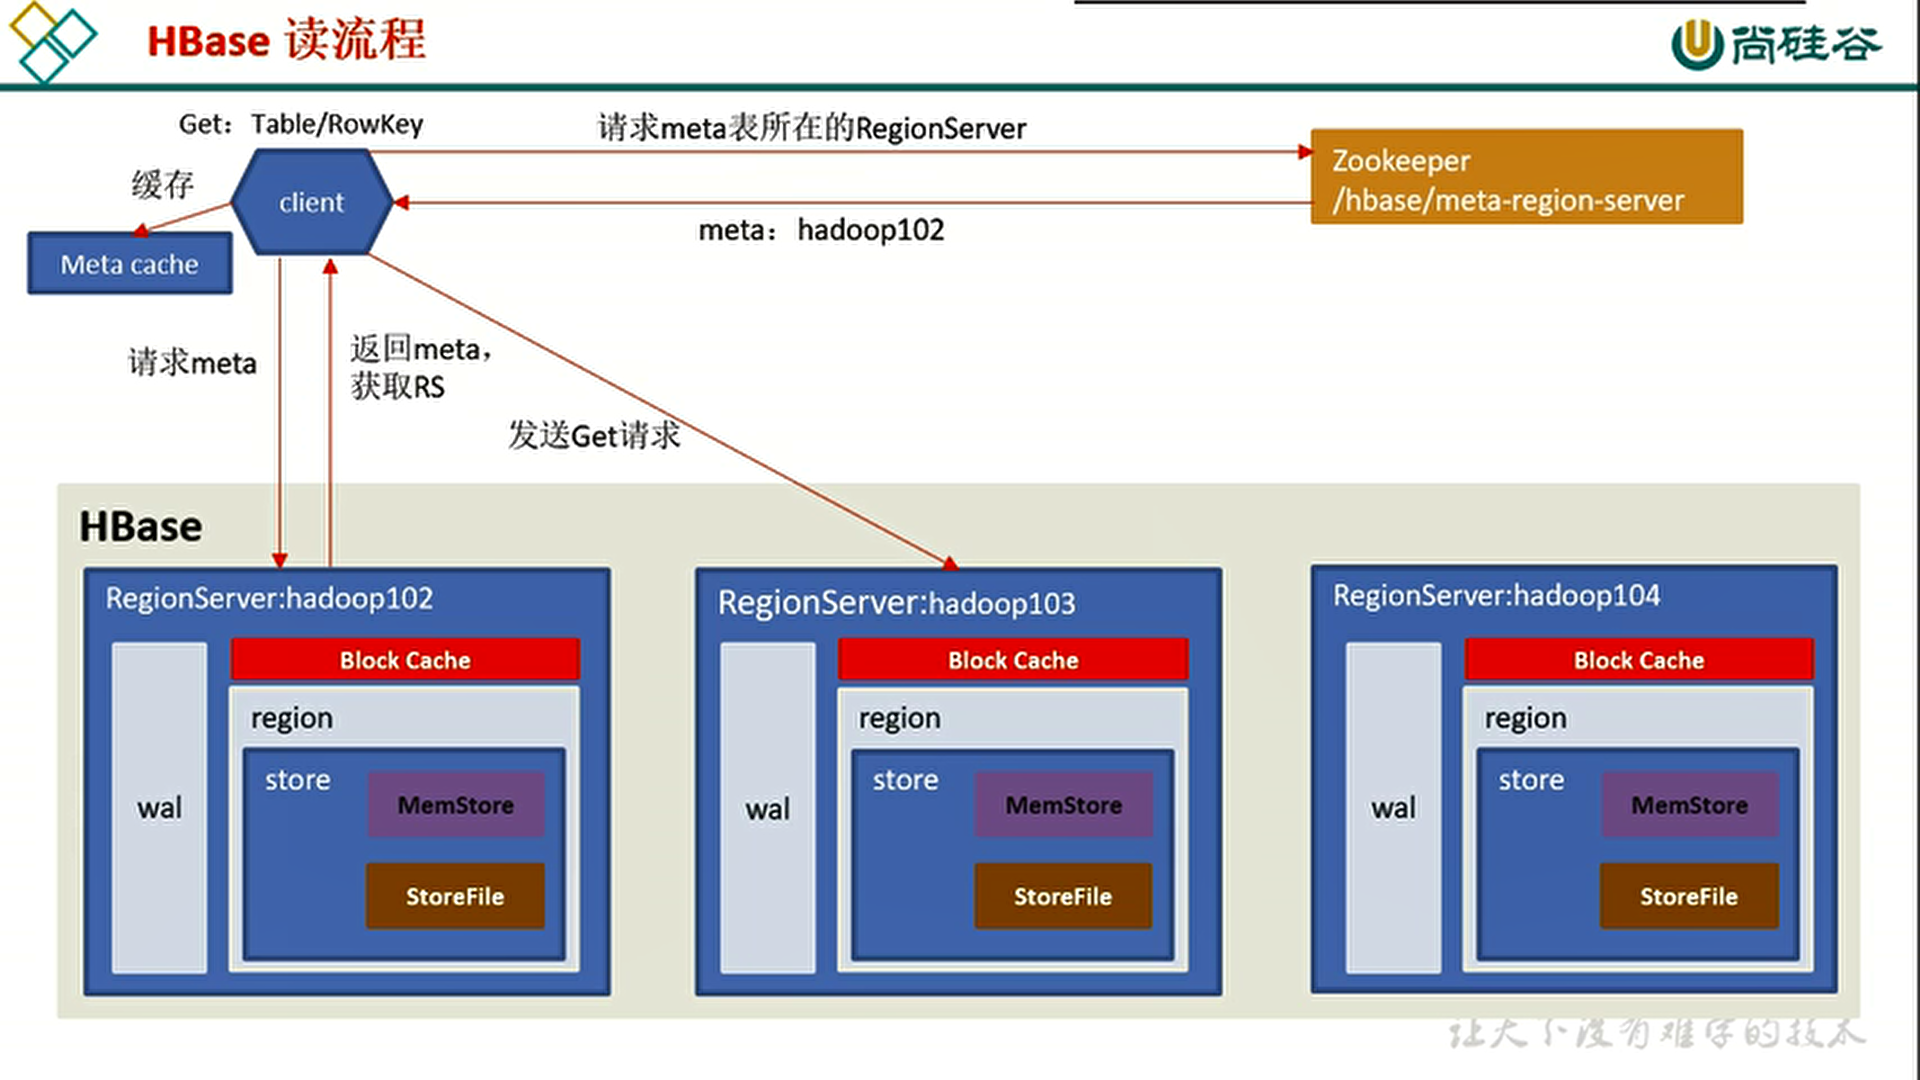 HBase 读流程
尚硅谷
Get：Table/RowKey
请求meta表所在的RegionServer
Zookeeper
/hbase/meta-region-server
缓存
client
meta：hadoop102
Meta cache
请求meta
返回meta，
获取RS
发送Get请求
HBase
RegionServer:hadoop102
Block Cache
region
wal
store
MemStore
StoreFile
RegionServer:hadoop103
Block Cache
region
wal
store
MemStore
StoreFile
RegionServer:hadoop104
Block Cache
region
wal
store
MemStore
StoreFile
让天下没有难学的技术